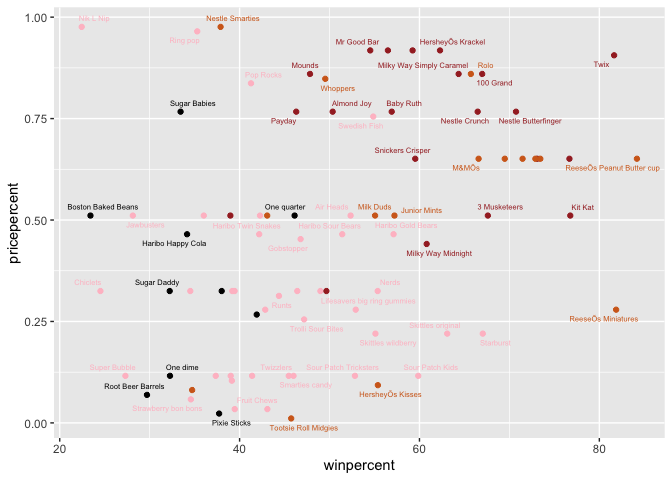 Nik L Nip
Nestle Smarties
1.00
Ring pop
Mr Good Bar
HersheyÕs Krackel
Twix
Mounds
Milky Way Simply Caramel
Rolo
Pop Rocks
Whoppers
100 Grand
Sugar Babies
Almond Joy
Baby Ruth
0.75
Payday
Swedish Fish
Nestle Crunch
Nestle Butterfinger
Snickers Crisper
M&MÕs
ReeseÕs Peanut Butter cup
Boston Baked Beans
One quarter
Air Heads
Milk Duds
Junior Mints
3 Musketeers
Kit Kat
0.50
Jawbusters
Haribo Twin Snakes
Haribo Sour Bears
Haribo Gold Bears
Haribo Happy Cola
Gobstopper
Milky Way Midnight
Chiclets
Sugar Daddy
Nerds
Runts
Lifesavers big ring gummies
ReeseÕs Miniatures
0.25
Trolli Sour Bites
Skittles original
Skittles wildberry
Starburst
Super Bubble
One dime
Twizzlers
Sour Patch Tricksters
Sour Patch Kids
Root Beer Barrels
Smarties candy
HersheyÕs Kisses
Strawberry bon bons
Fruit Chews
Pixie Sticks
Tootsie Roll Midgies
0.00
20
40
60
80
winpercent
pricepercent